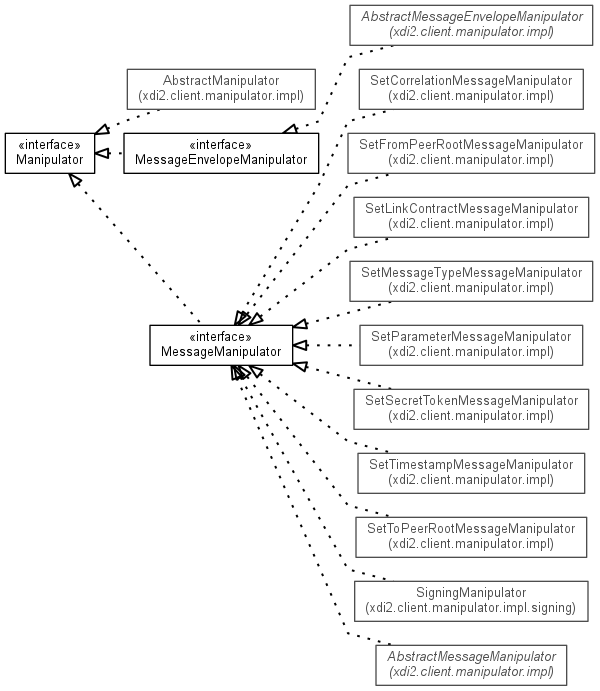 AbstractMessageEnvelopeManipulator
(xdi2.client.manipulator.impl)
AbstractManipulator
(xdi2.client.manipulator.impl)
SetCorrelationMessageManipulator
(xdi2.client.manipulator.impl)
«interface»
Manipulator
«interface»
MessageEnvelopeManipulator
SetFromPeerRootMessageManipulator
(xdi2.client.manipulator.impl)
SetLinkContractMessageManipulator
(xdi2.client.manipulator.impl)
SetMessageTypeMessageManipulator
(xdi2.client.manipulator.impl)
«interface»
MessageManipulator
SetParameterMessageManipulator
(xdi2.client.manipulator.impl)
SetSecretTokenMessageManipulator
(xdi2.client.manipulator.impl)
SetTimestampMessageManipulator
(xdi2.client.manipulator.impl)
SetToPeerRootMessageManipulator
(xdi2.client.manipulator.impl)
SigningManipulator
(xdi2.client.manipulator.impl.signing)
AbstractMessageManipulator
(xdi2.client.manipulator.impl)